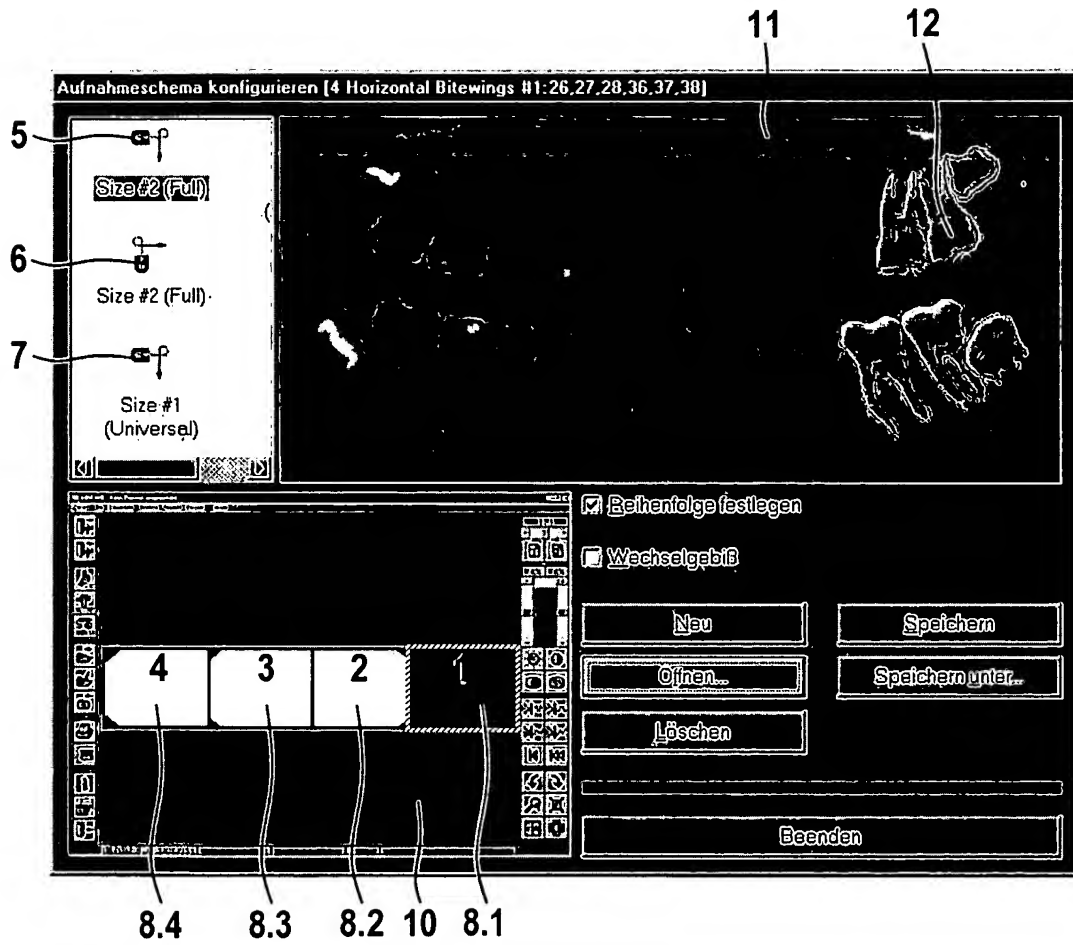 11
12
Aufnahmeschema konfigurieren [4 Horizontal Bitewings #1:26,27,28,36,37,38]
5
Size #2 (Full)
6
Size #2 (Full)
7
Size #1
(Universal)
Reihenfolge festlegen
Wechselgebiß
Neu
Speichern
Öffnen...
Speichern unter...
Löschen
Beenden
4
3
2
1
8.4
8.3
8.2
10
8.1